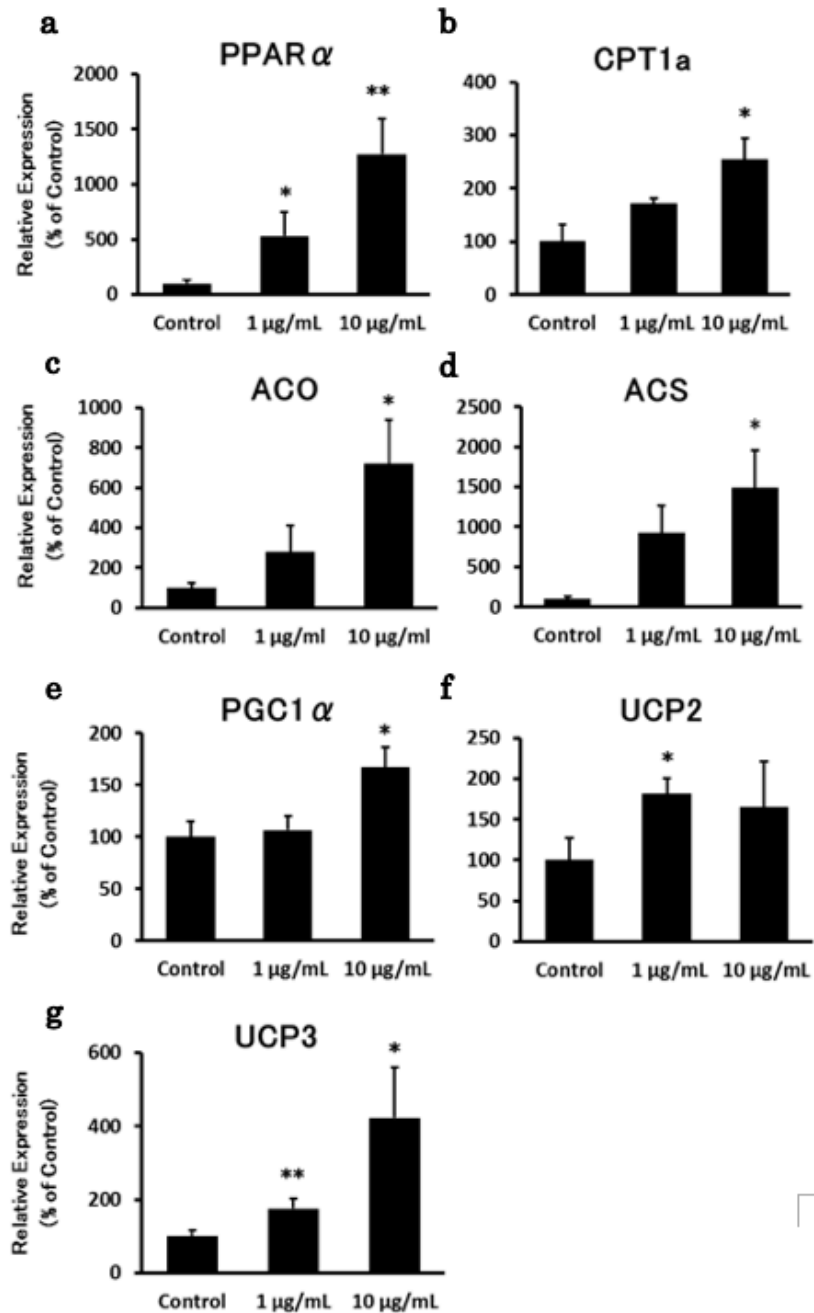 a
PPAR α
Relative Expression
(% of Control)
2000
1500
1000
500
0
*
**
Control 1 µg/mL 10 µg/mL
b
CPT1a
400
300
200
100
0
*
Control 1 µg/mL 10 µg/mL
c
ACO
Relative Expression
(% of Control)
1000
800
600
400
200
0
*
Control 1 µg/ml 10 µg/ml
d
ACS
2500
2000
1500
1000
500
0
*
Control 1 µg/mL 10 µg/mL
e
PGC1 α
Relative Expression
(% of Control)
200
150
100
50
0
*
Control 1 µg/mL 10 µg/mL
f
UCP2
250
200
150
100
50
0
*
Control 1 µg/mL 10 µg/mL
g
UCP3
Relative Expression
(% of Control)
600
400
200
0
**
*
Control 1 µg/mL 10 µg/mL